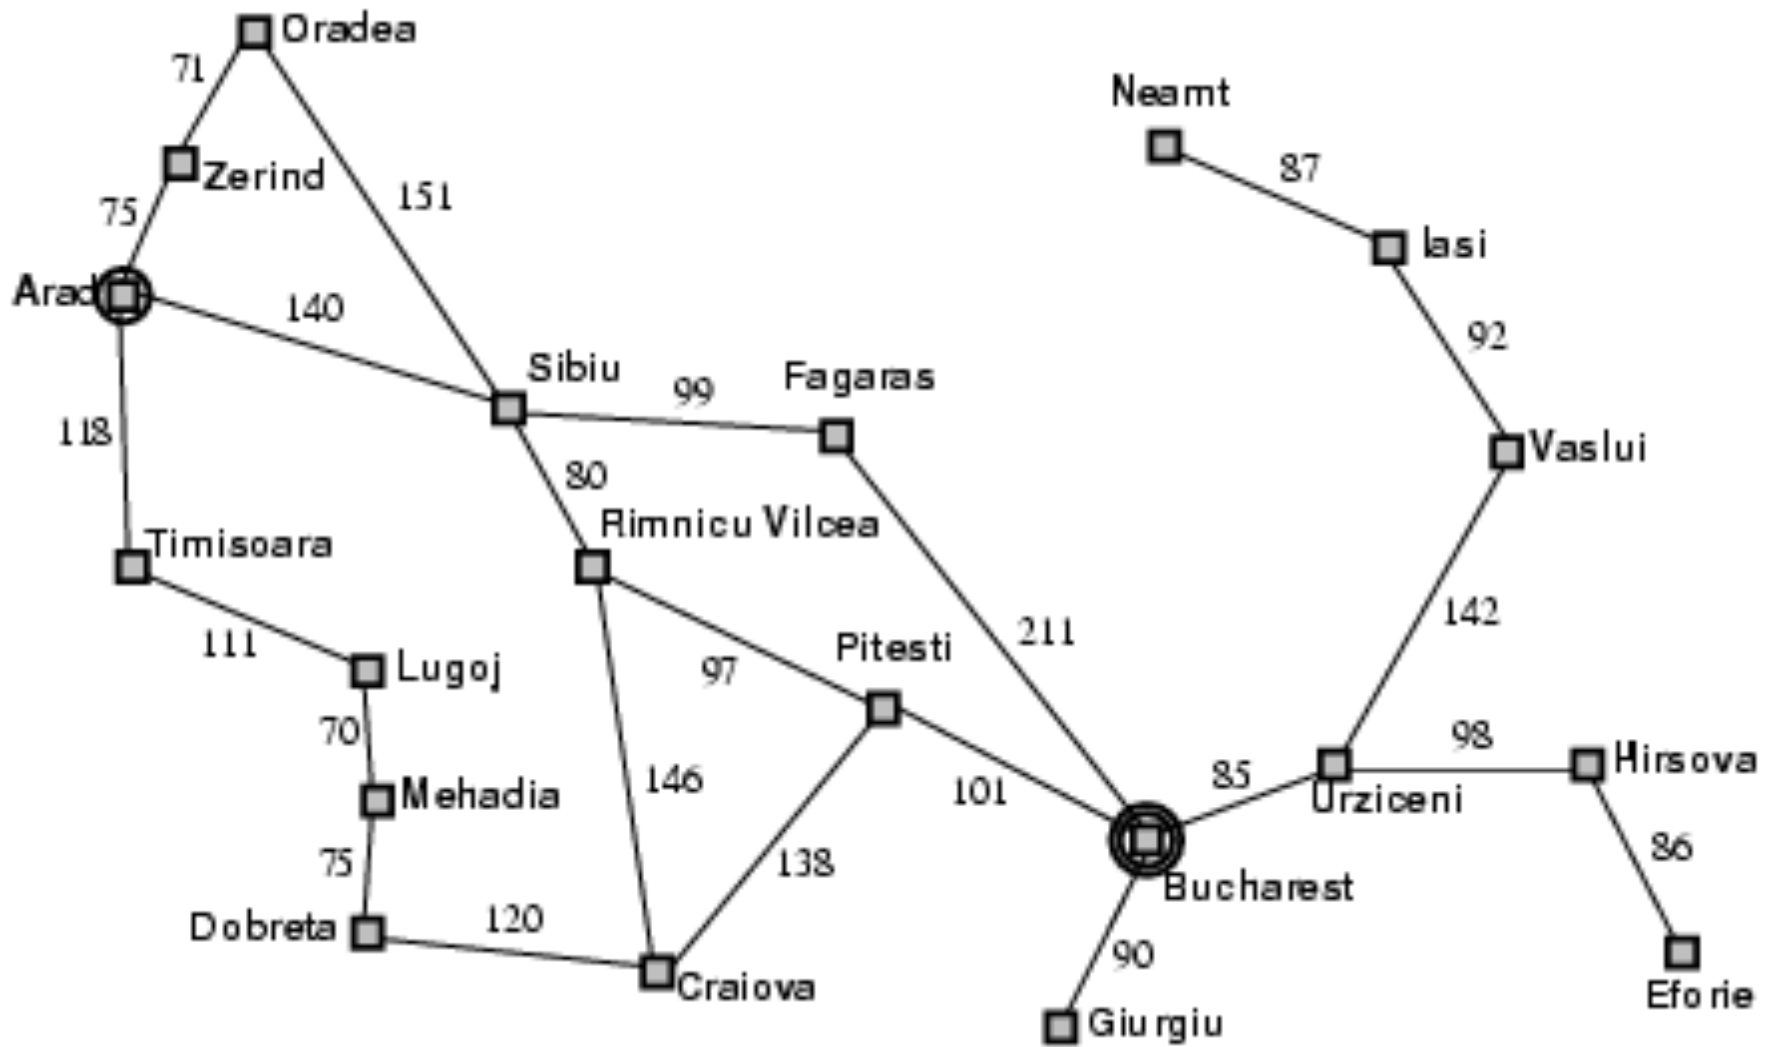 Oradea
71
Neamt
87
Zerind
151
75
Iasi
Arad
140
92
Sibiu
99
Fagaras
118
Vaslui
80
Rimnicu Vilcea
Timisoara
142
111
211
Pitesti
97
Lugoj
70
98
Hirsova
85
146
101
Mehadia
Urziceni
86
75
138
Bucharest
120
Dobreta
90
Craiova
Eforie
Giurgiu